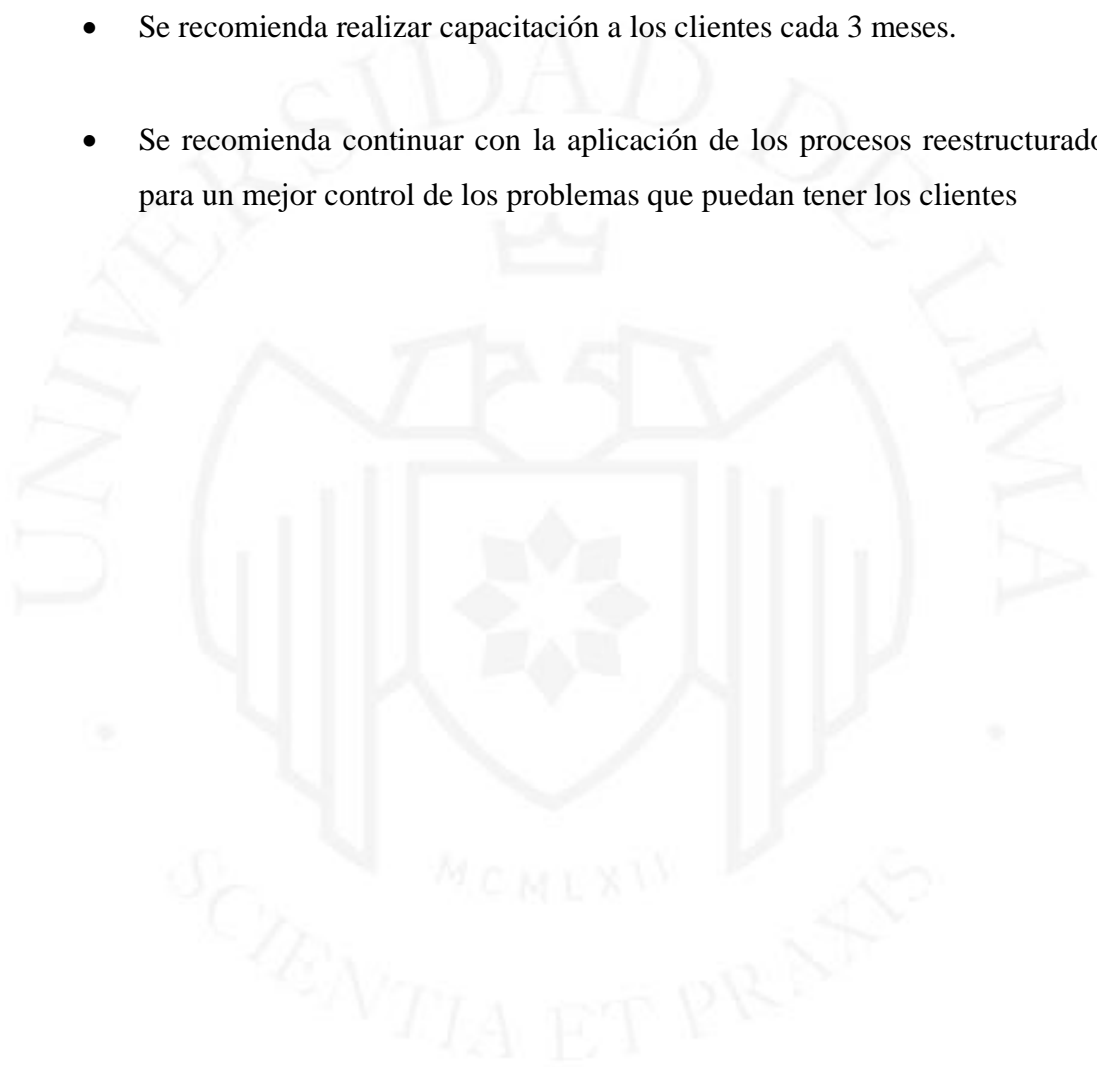 • Se recomienda realizar capacitación a los clientes cada 3 meses.
• Se recomienda continuar con la aplicación de los procesos reestructurado
para un mejor control de los problemas que puedan tener los clientes
UNIVERSIDAD DE LIMA
MCMLXII
SCIENTIA ET PRAXIS